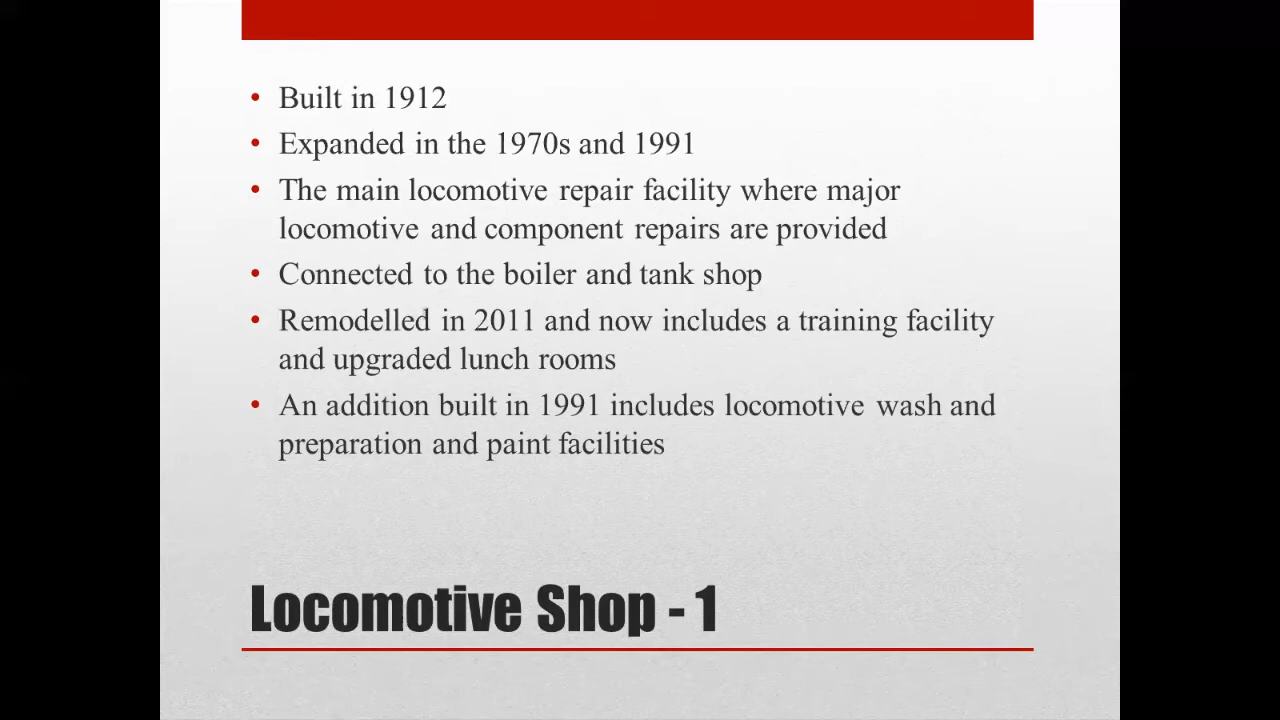 • Built in 1912
• Expanded in the 1970s and 1991
• The main locomotive repair facility where major
locomotive and component repairs are provided
• Connected to the boiler and tank shop
• Remodelled in 2011 and now includes a training facility
and upgraded lunch rooms
• An addition built in 1991 includes locomotive wash and
preparation and paint facilities
Locomotive Shop - 1